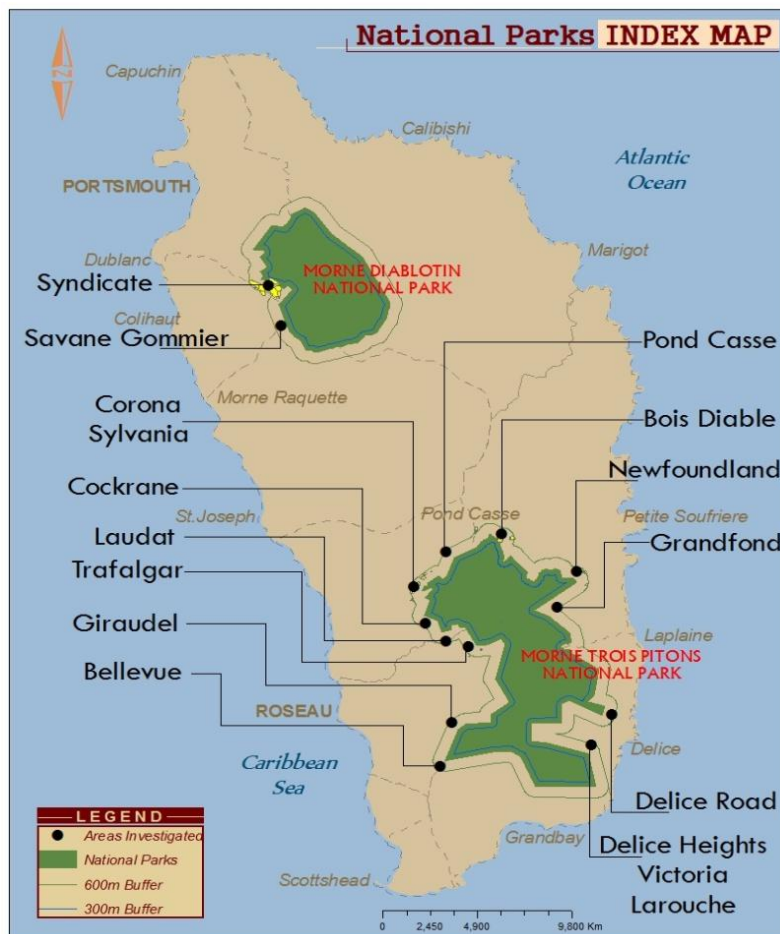 National Parks INDEX MAP
N
Capuchin
Calibishi
Atlantic
Ocean
PORTSMOUTH
Marigot
Dublanc
MORNE DIABLOTIN
NATIONAL PARK
Syndicate
Colihaut
Savane Gommier
Pond Casse
Morne Raquette
Corona
Sylvania
Bois Diable
Newfoundland
Cockrane
St.Joseph
Pond Casse
Petite Soufriere
Laudat
Grandfond
Trafalgar
Giraudel
Laplaine
MORNE TROIS PITONS
NATIONAL PARK
Bellevue
ROSEAU
Delice
Caribbean
Sea
Delice Road
LEGEND
Areas Investigated
National Parks
600m Buffer
300m Buffer
Grandbay
Delice Heights
Victoria
Larouche
Scottshead
0 2,450 4,900 9,800 Km